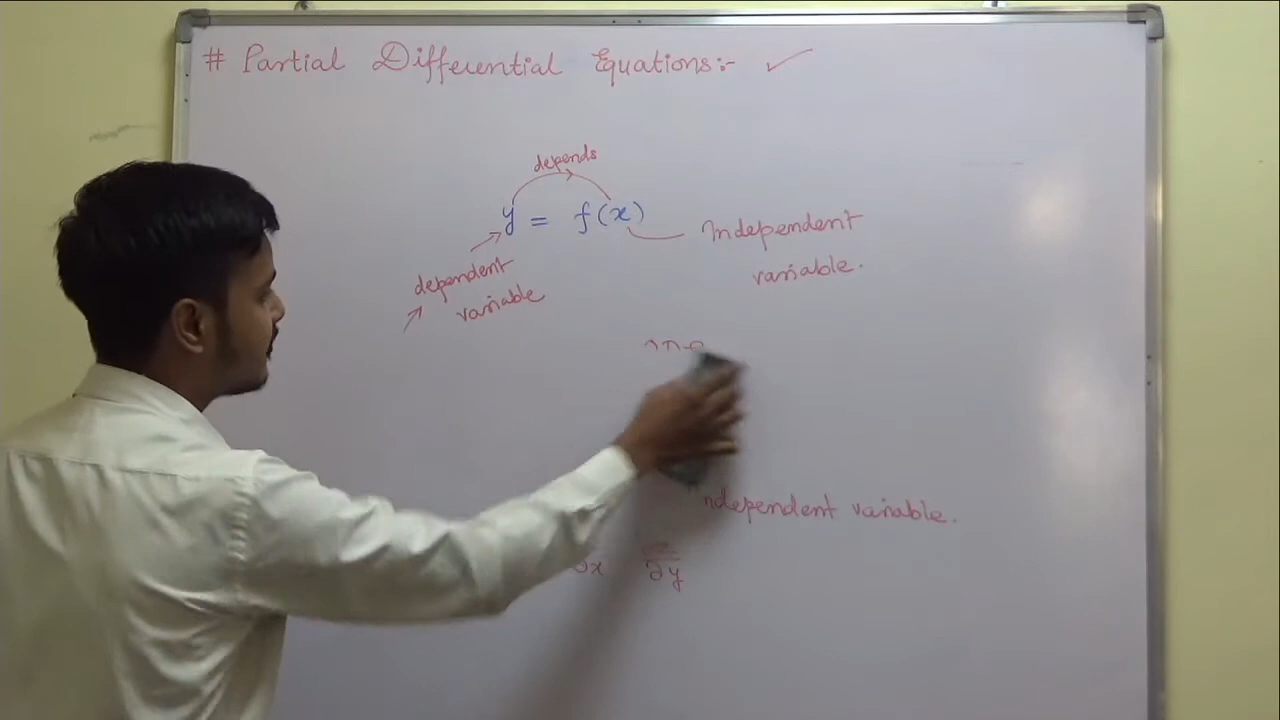 # Partial Differential Equations:- ✓
depends
y = f(x)
Independent
variable.
dependent
variable
ndependent variable.
∂x
∂y